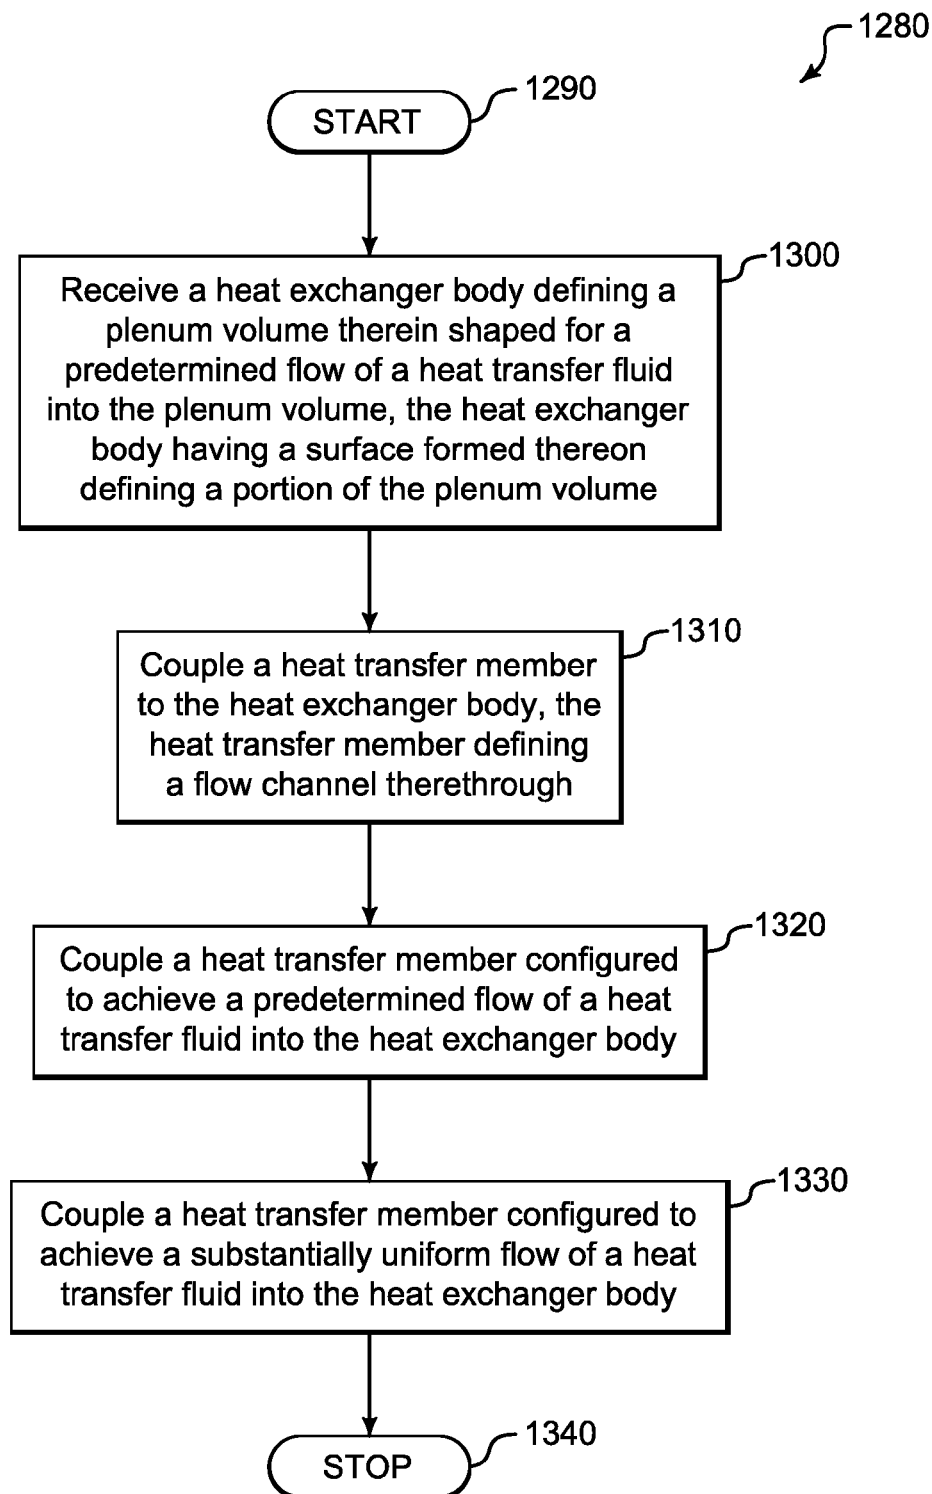 1280
1290
START
1300
Receive a heat exchanger body defining a
plenum volume therein shaped for a
predetermined flow of a heat transfer fluid
into the plenum volume, the heat exchanger
body having a surface formed thereon
defining a portion of the plenum volume
1310
Couple a heat transfer member
to the heat exchanger body, the
heat transfer member defining
a flow channel therethrough
1320
Couple a heat transfer member configured
to achieve a predetermined flow of a heat
transfer fluid into the heat exchanger body
1330
Couple a heat transfer member configured to
achieve a substantially uniform flow of a heat
transfer fluid into the heat exchanger body
1340
STOP